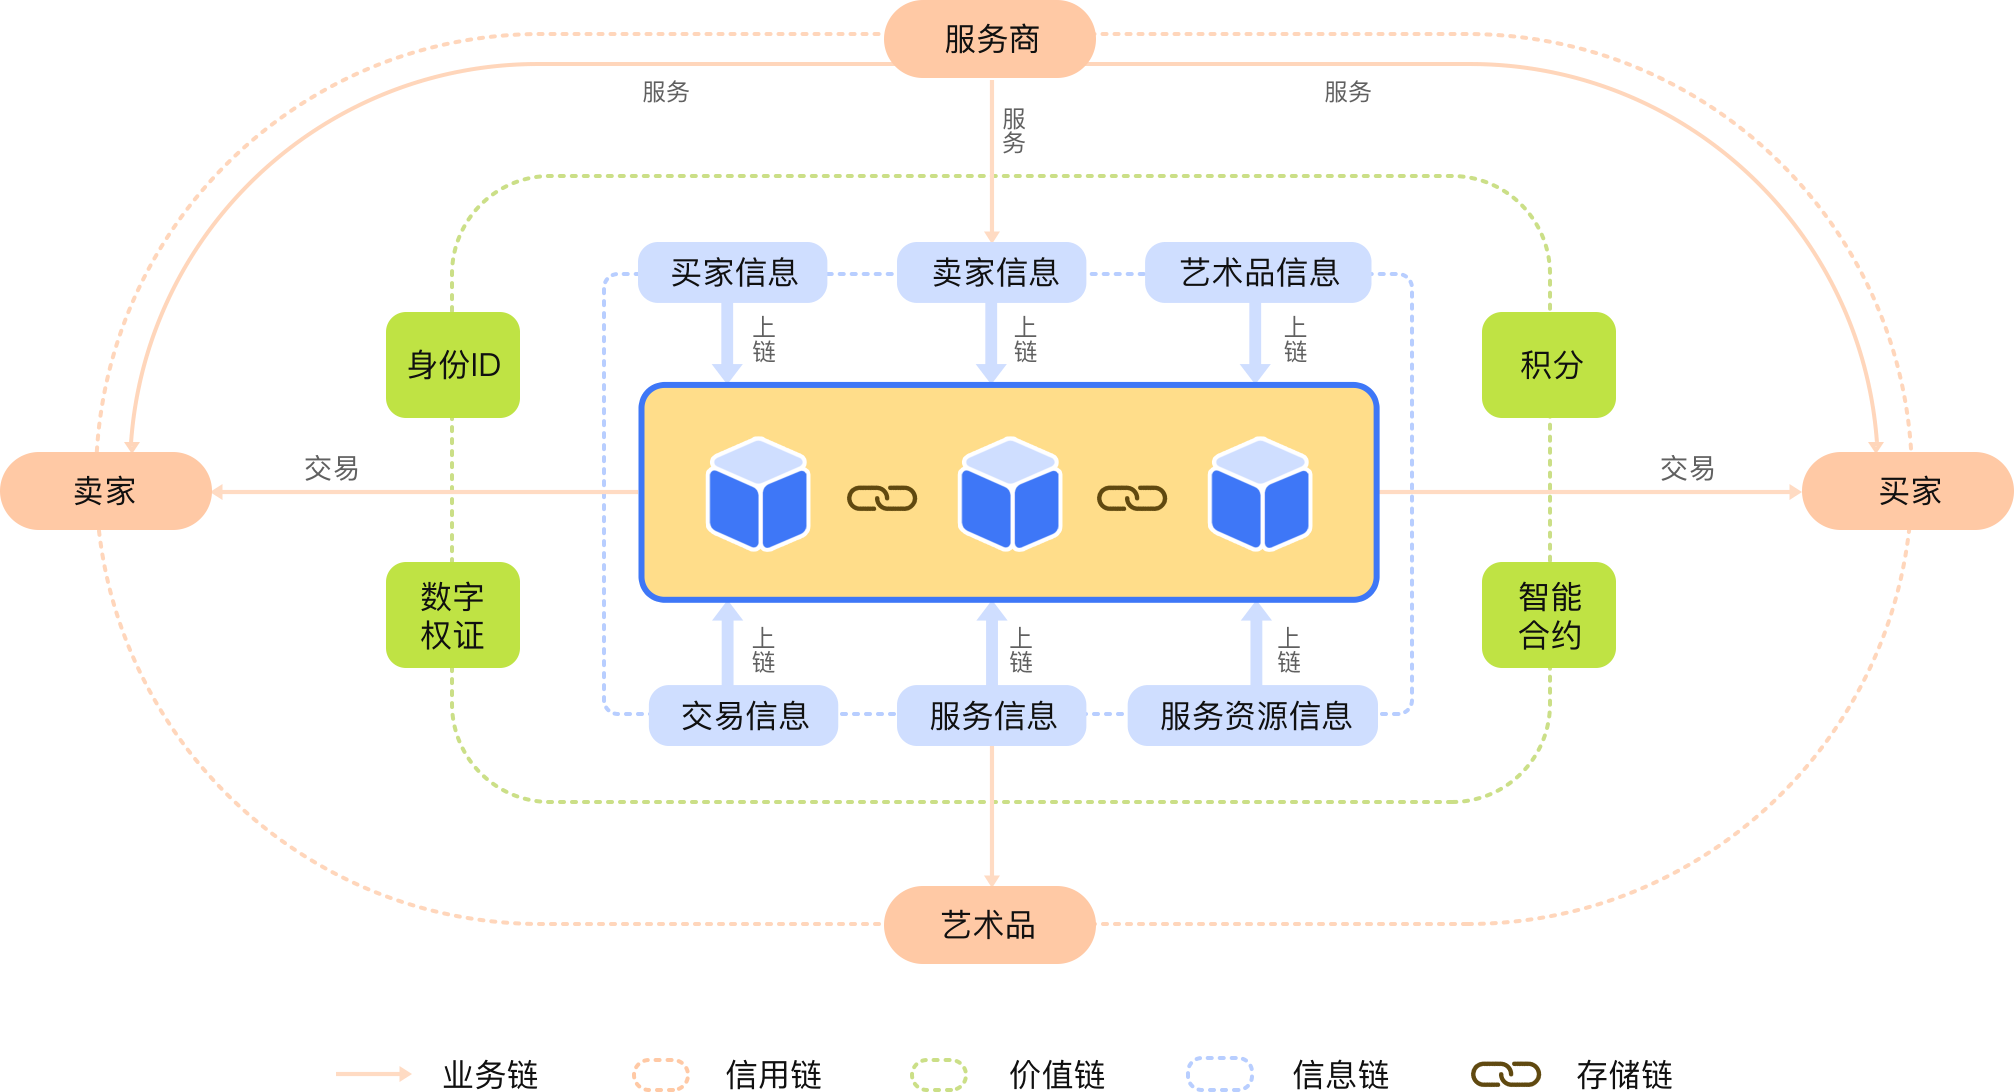 服务商
服务
服务
服务
买家信息
卖家信息
艺术品信息
上链
上链
上链
身份ID
积分
交易
交易
卖家
买家
数字
权证
智能
合约
上链
上链
上链
交易信息
服务信息
服务资源信息
艺术品
业务链
信用链
价值链
信息链
存储链